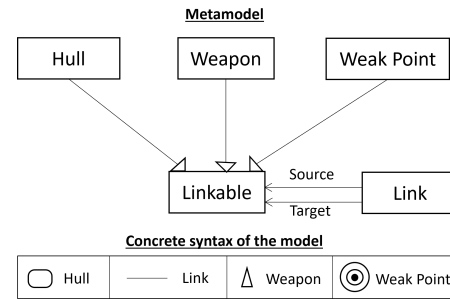 Metamodel
Hull Weapon Weak Point
Source
Linkable Link
Target
Concrete syntax of the model
Hull Link Weapon Weak Point